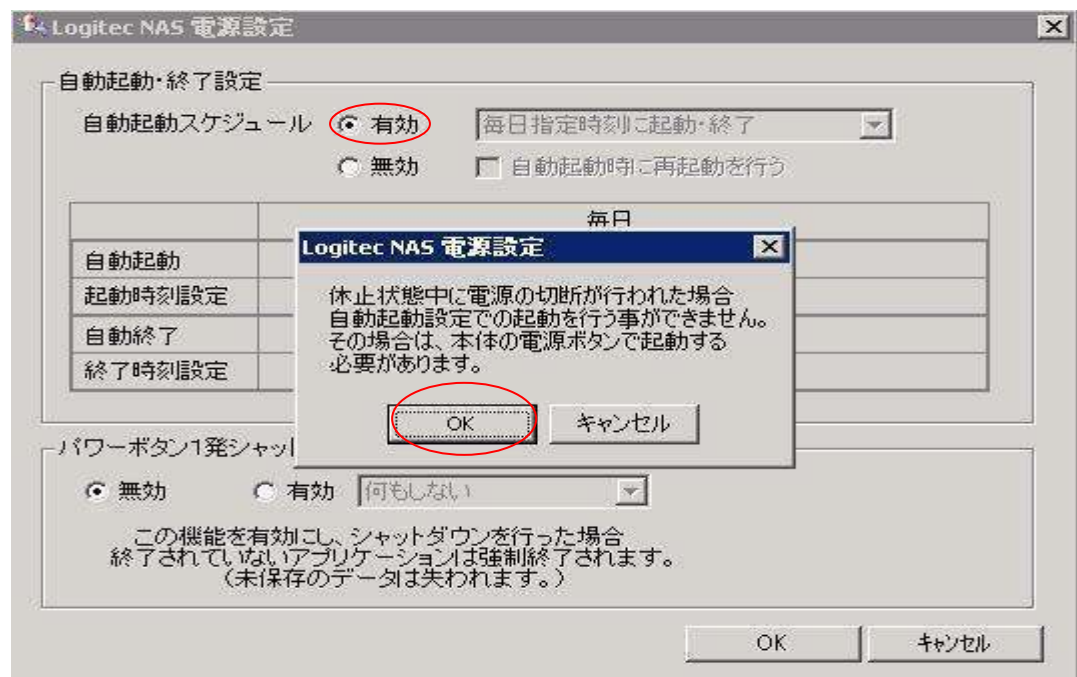 Logitec NAS 電源設定
自動起動・終了設定
自動起動スケジュール 有効 毎日指定時刻に起動・終了
無効 自動起動時に再起動を行う
毎日
自動起動
起動時刻設定
自動終了
終了時刻設定
Logitec NAS 電源設定
休止状態中に電源の切断が行われた場合
自動起動設定での起動を行う事ができません。
その場合は、本体の電源ボタンで起動する
必要があります。
OK キャンセル
パワーボタン1発シャット
無効 有効 何もしない
この機能を有効にし、シャットダウンを行った場合
終了されていないアプリケーションは強制終了されます。
(未保存のデータは失われます。)
OK キャンセル